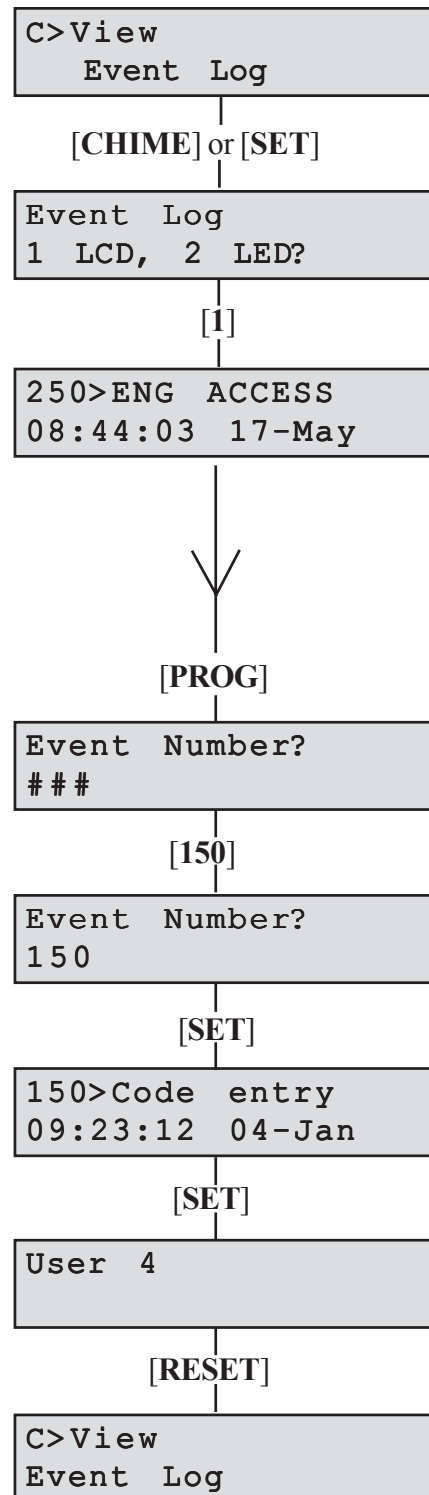 C>View
Event Log
[CHIME] or [SET]
Event Log
1 LCD, 2 LED?
[1]
250>ENG ACCESS
08:44:03 17-May
[PROG]
Event Number?
###
[150]
Event Number?
150
[SET]
150>Code entry
09:23:12 04-Jan
[SET]
User 4
[RESET]
C>View
Event Log